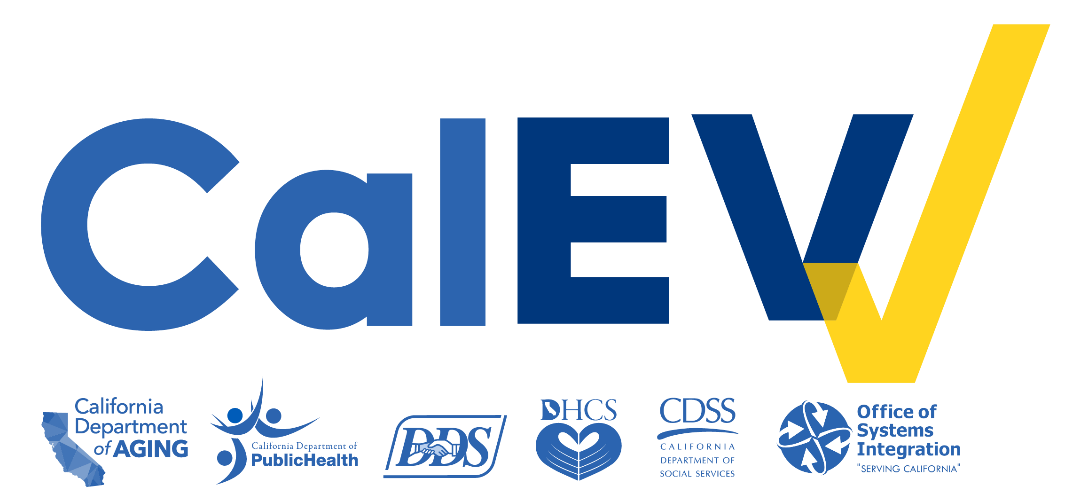 CalEVV
California
Department
of AGING
California Department of
PublicHealth
DDS
DHCS
CDSS
CALIFORNIA
DEPARTMENT OF
SOCIAL SERVICES
Office of
Systems
Integration
"SERVING CALIFORNIA"